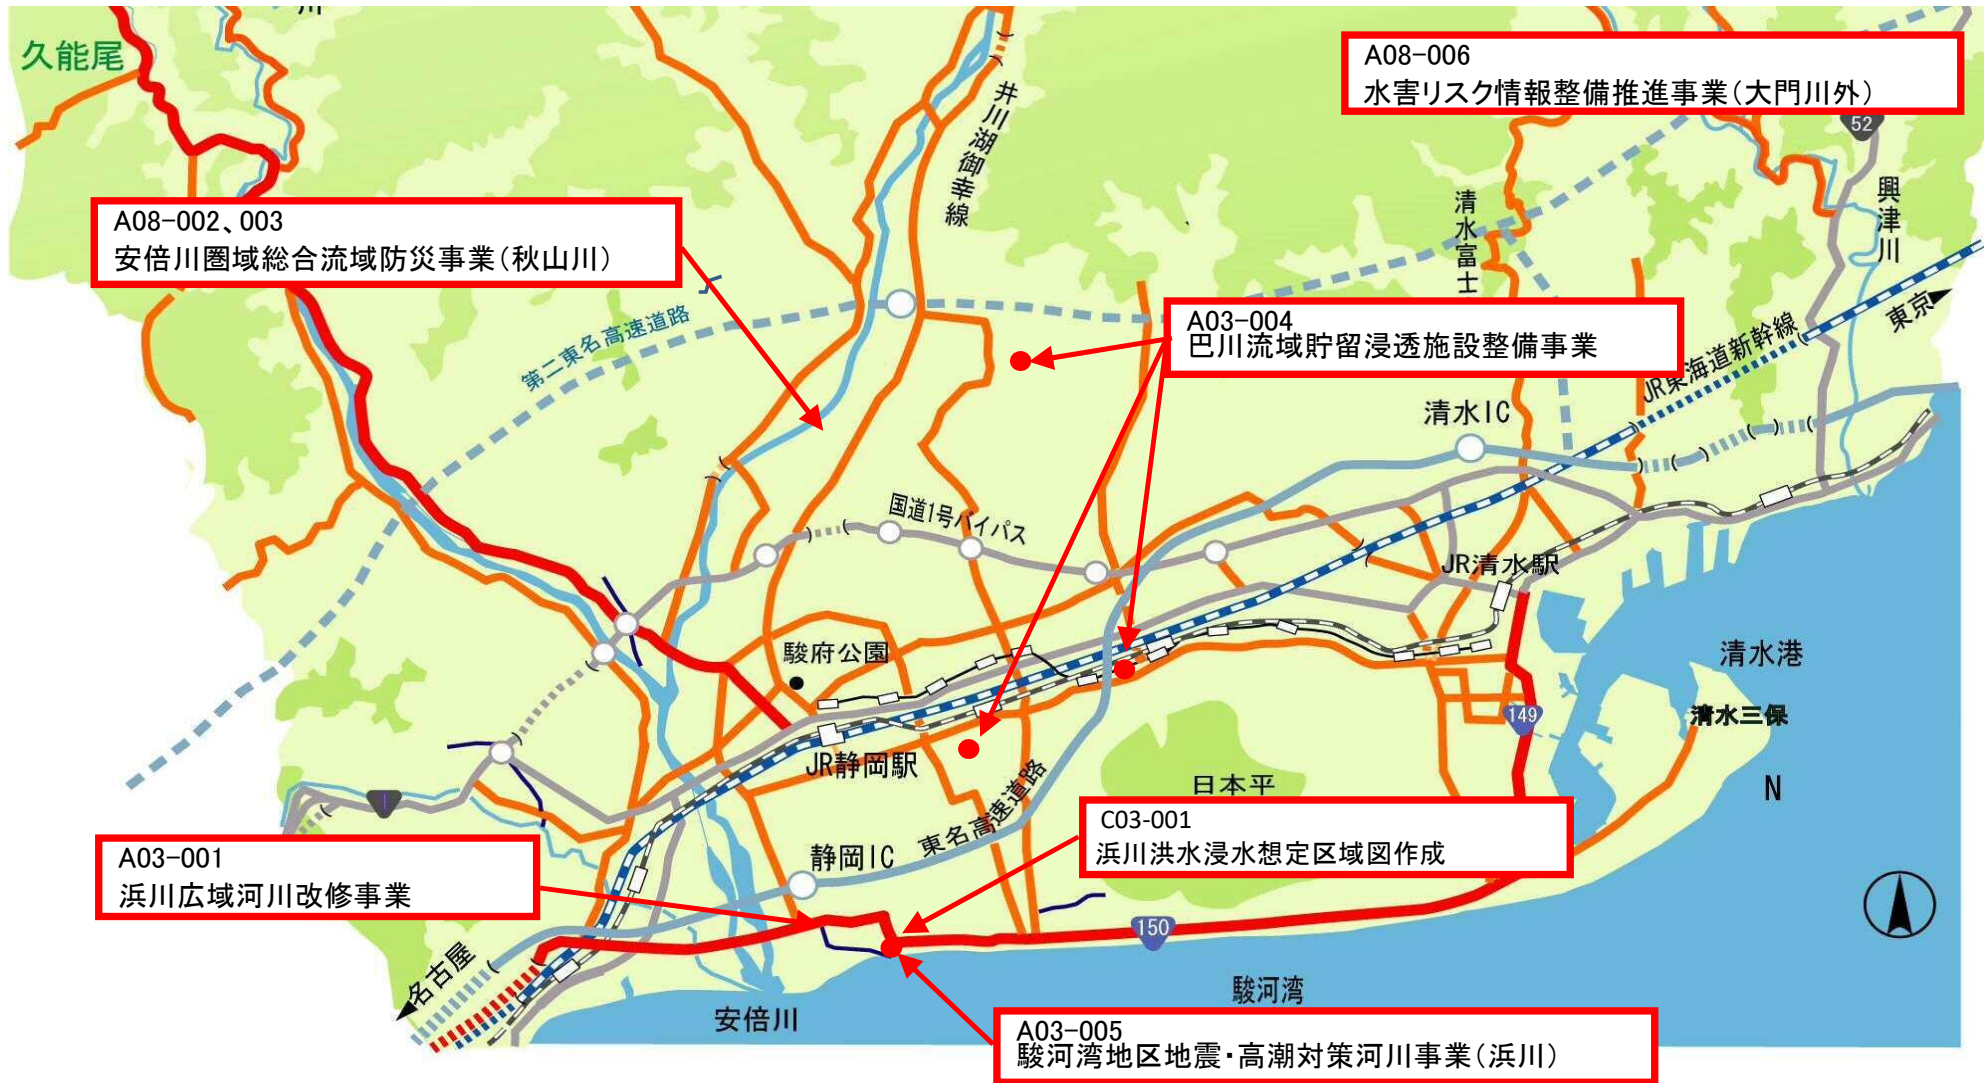 川
久能尾
A08-006
水害リスク情報整備推進事業(大門川外)
52
井川湖御幸線
興津川
清水富士
A08-002、003
安倍川圏域総合流域防災事業(秋山川)
第二東名高速道路
東京
A03-004
巴川流域貯留浸透施設整備事業
JR東海道新幹線
清水IC
国道1号バイパス
JR清水駅
駿府公園
清水港
清水三保
149
JR静岡駅
日本平
N
1
東名高速道路
C03-001
浜川洪水浸水想定区域図作成
A03-001
浜川広域河川改修事業
静岡IC
150
名古屋
駿河湾
安倍川
A03-005
駿河湾地区地震・高潮対策河川事業(浜川)